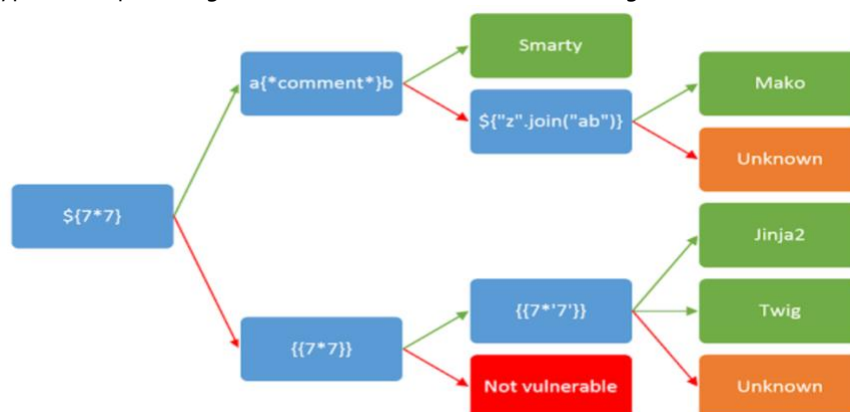 Smarty
a{*comment*}b
Mako
${"z".join("ab")}
Unknown
${7*7}
Jinja2
{{7*'7'}}
Twig
{{7*7}}
Not vulnerable
Unknown